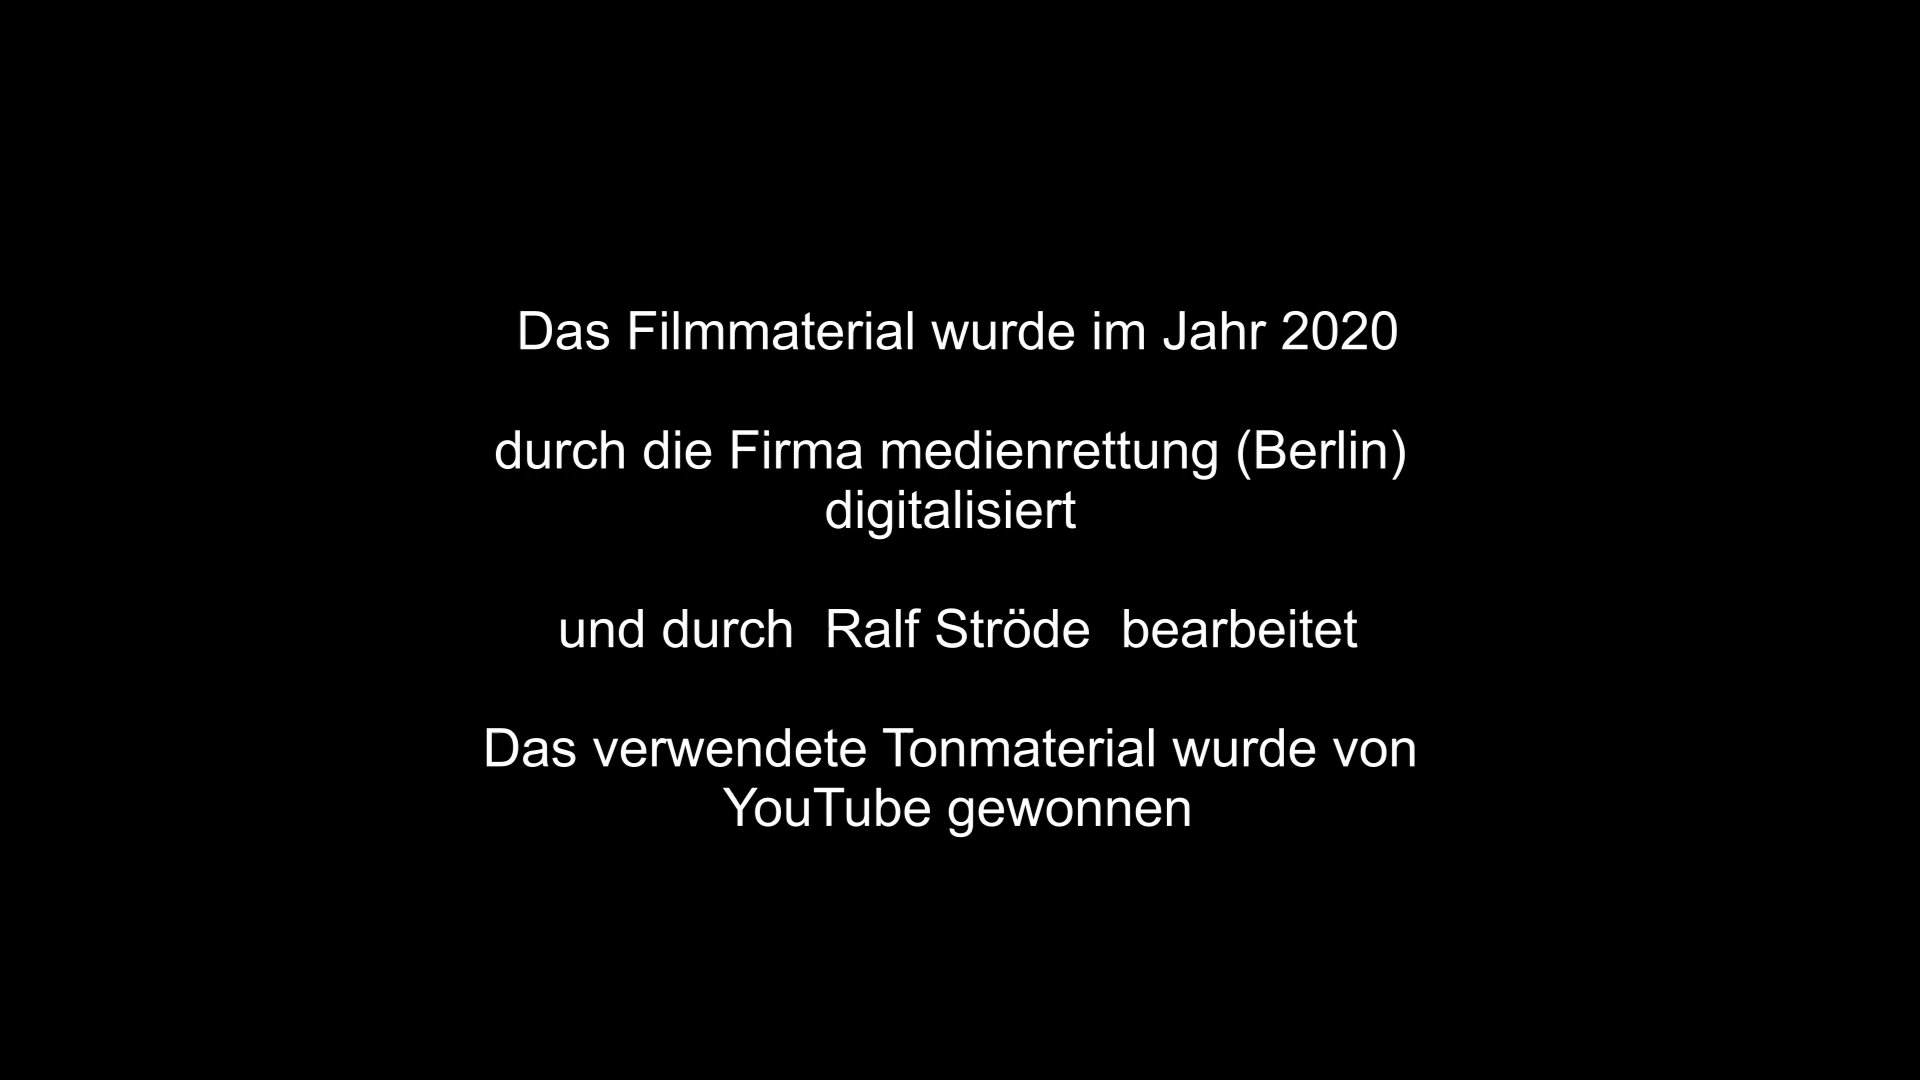 Das Filmmaterial wurde im Jahr 2020
durch die Firma medienrettung (Berlin)
digitalisiert
und durch  Ralf Ströde  bearbeitet
Das verwendete Tonmaterial wurde von
YouTube gewonnen